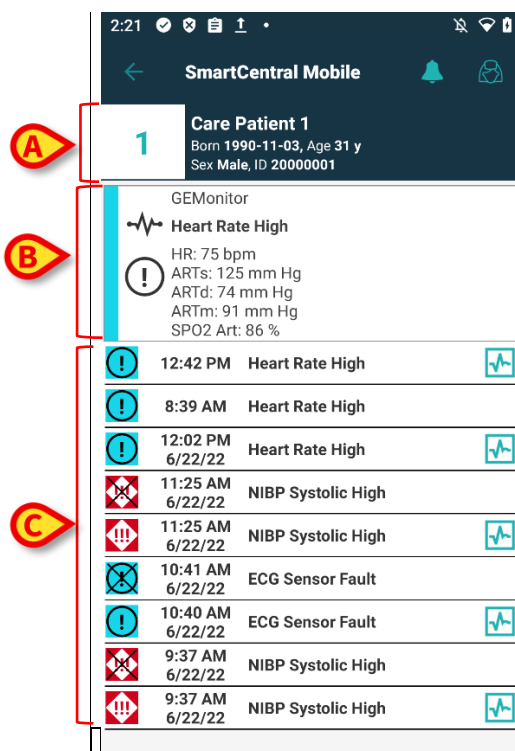 2:21
SmartCentral Mobile
A
1
Care Patient 1
Born 1990-11-03, Age 31 y
Sex Male, ID 20000001
B
GEMonitor
Heart Rate High
HR: 75 bpm
ARTs: 125 mm Hg
ARTd: 74 mm Hg
ARTm: 91 mm Hg
SPO2 Art: 86 %
C
12:42 PM Heart Rate High
8:39 AM Heart Rate High
12:02 PM
6/22/22 Heart Rate High
11:25 AM
6/22/22 NIBP Systolic High
11:25 AM
6/22/22 NIBP Systolic High
10:41 AM
6/22/22 ECG Sensor Fault
10:40 AM
6/22/22 ECG Sensor Fault
9:37 AM
6/22/22 NIBP Systolic High
9:37 AM
6/22/22 NIBP Systolic High